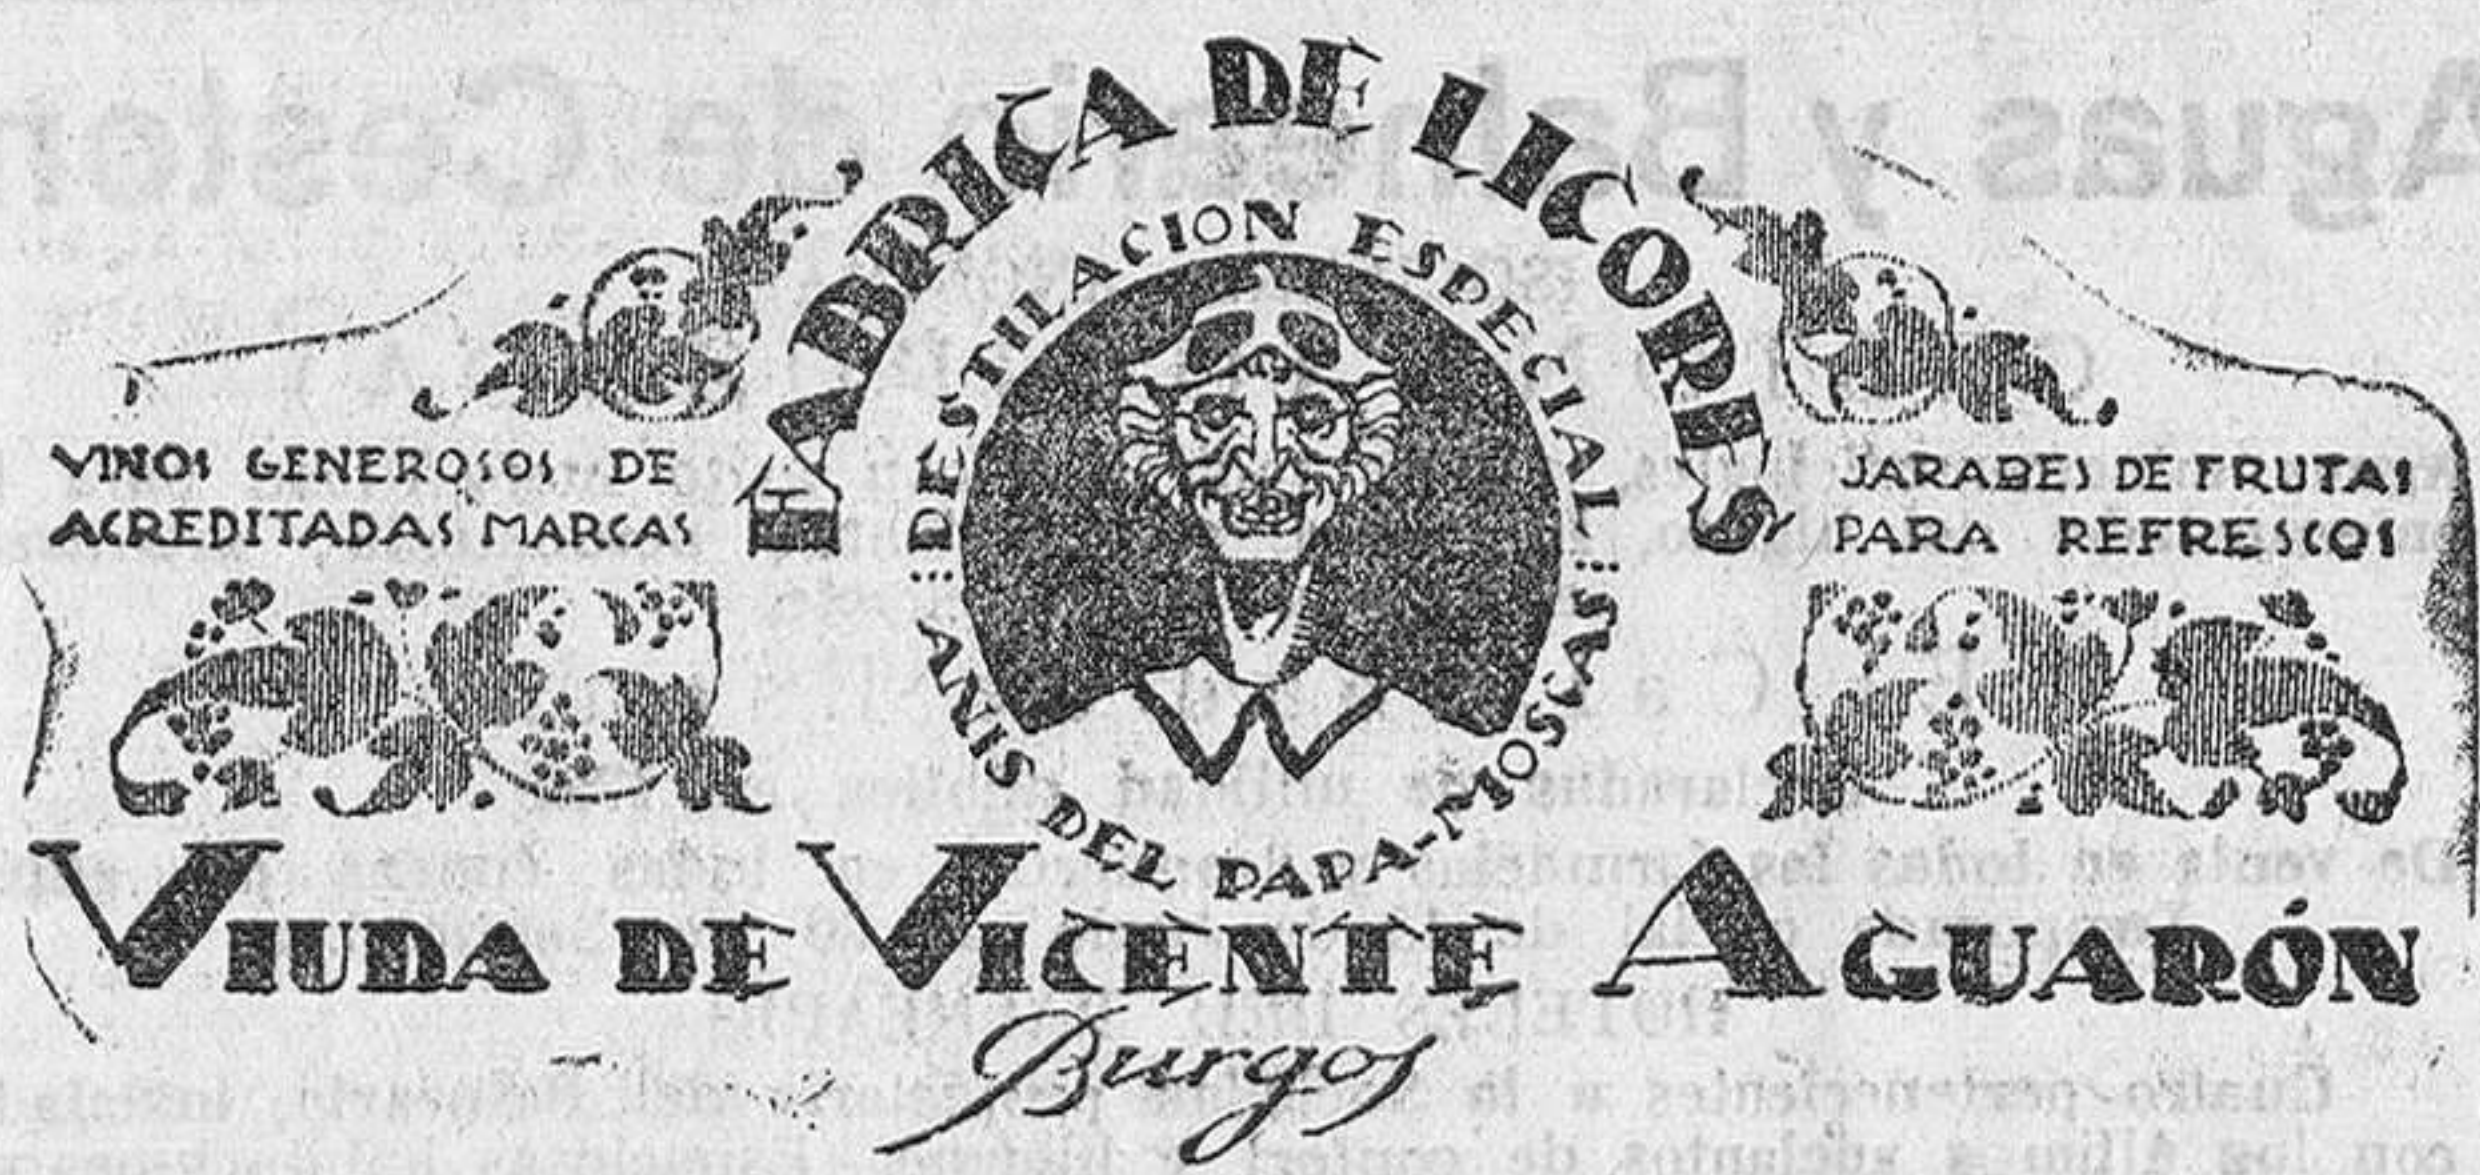 FABRICA DE LICORES
DESTILACION ESPECIAL
VINOS GENEROSOS DE
ACREDITADAS MARCAS
JARABES DE FRUTAS
PARA REFRESCOS
ANIS DEL PAPA-MOSCAS
VIUDA DE VICENTE AGUARÓN
Burgos